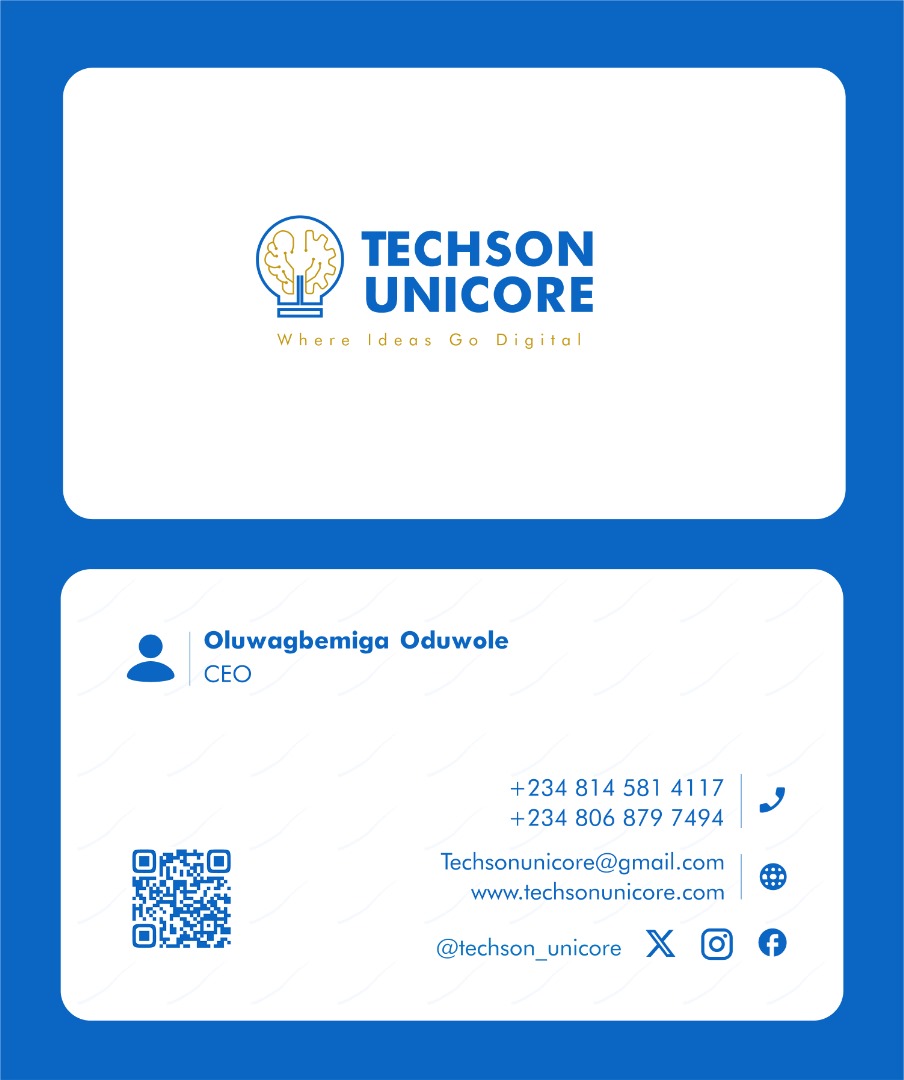 TECHSON
UNICORE
Where Ideas Go Digital
Oluwagbemiga Oduwole
CEO
+234 814 581 4117
+234 806 879 7494
Techsonunicore@gmail.com
www.techsonunicore.com
@techson_unicore